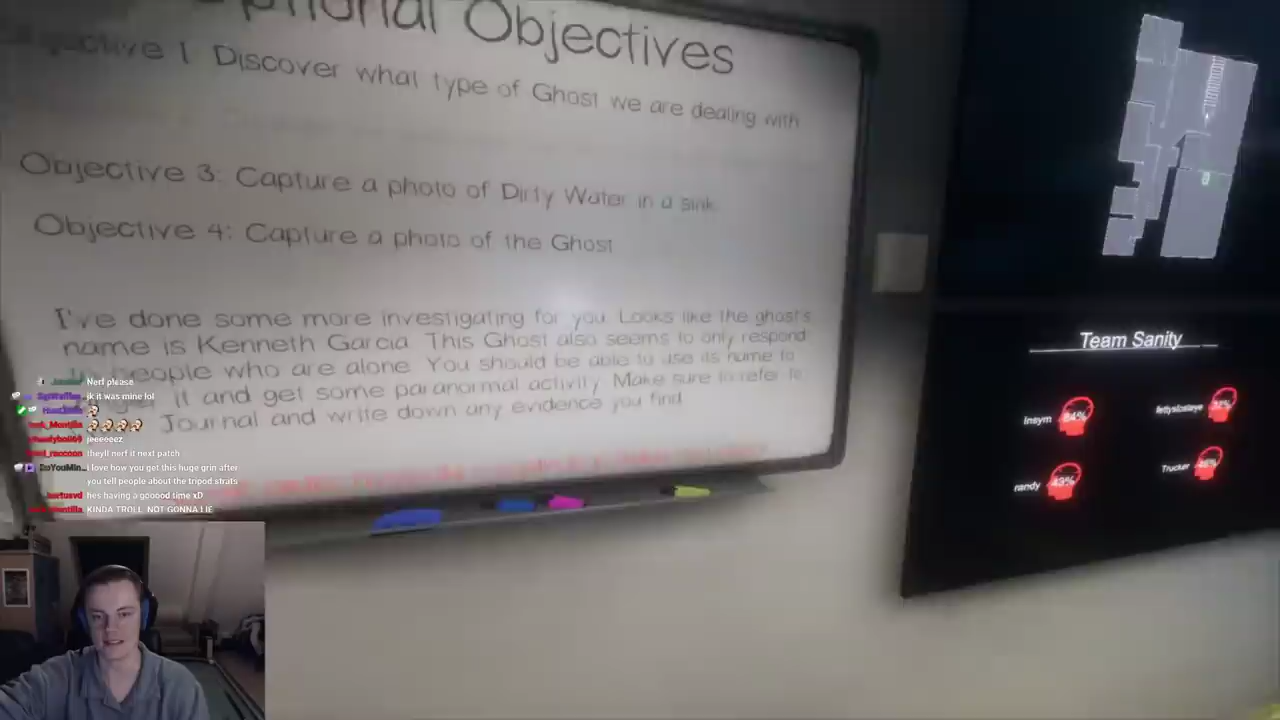 Objectives
1 Discover what type of Ghost we are dealing with
Objective 3: Capture a photo of Dirty Water in a sink
Objective 4: Capture a photo of the Ghost
I've done some more investigating for you. Looks like the ghost's
name is Kenneth Garcia. This Ghost also seems to only respond
people who are alone. You should be able to use its name to
it and get some paranormal activity. Make sure to refer to
Journal and write down any evidence you find.
Team Sanity
Insym
randy 43%
Trucker
Nerf please
jk it was mine lol
jeeeeeez
theyll nerf it next patch
i love how you get this huge grin after
you tell people about the tripod strats
hes having a gooood time xD
KINDA TROLL NOT GONNA LIE